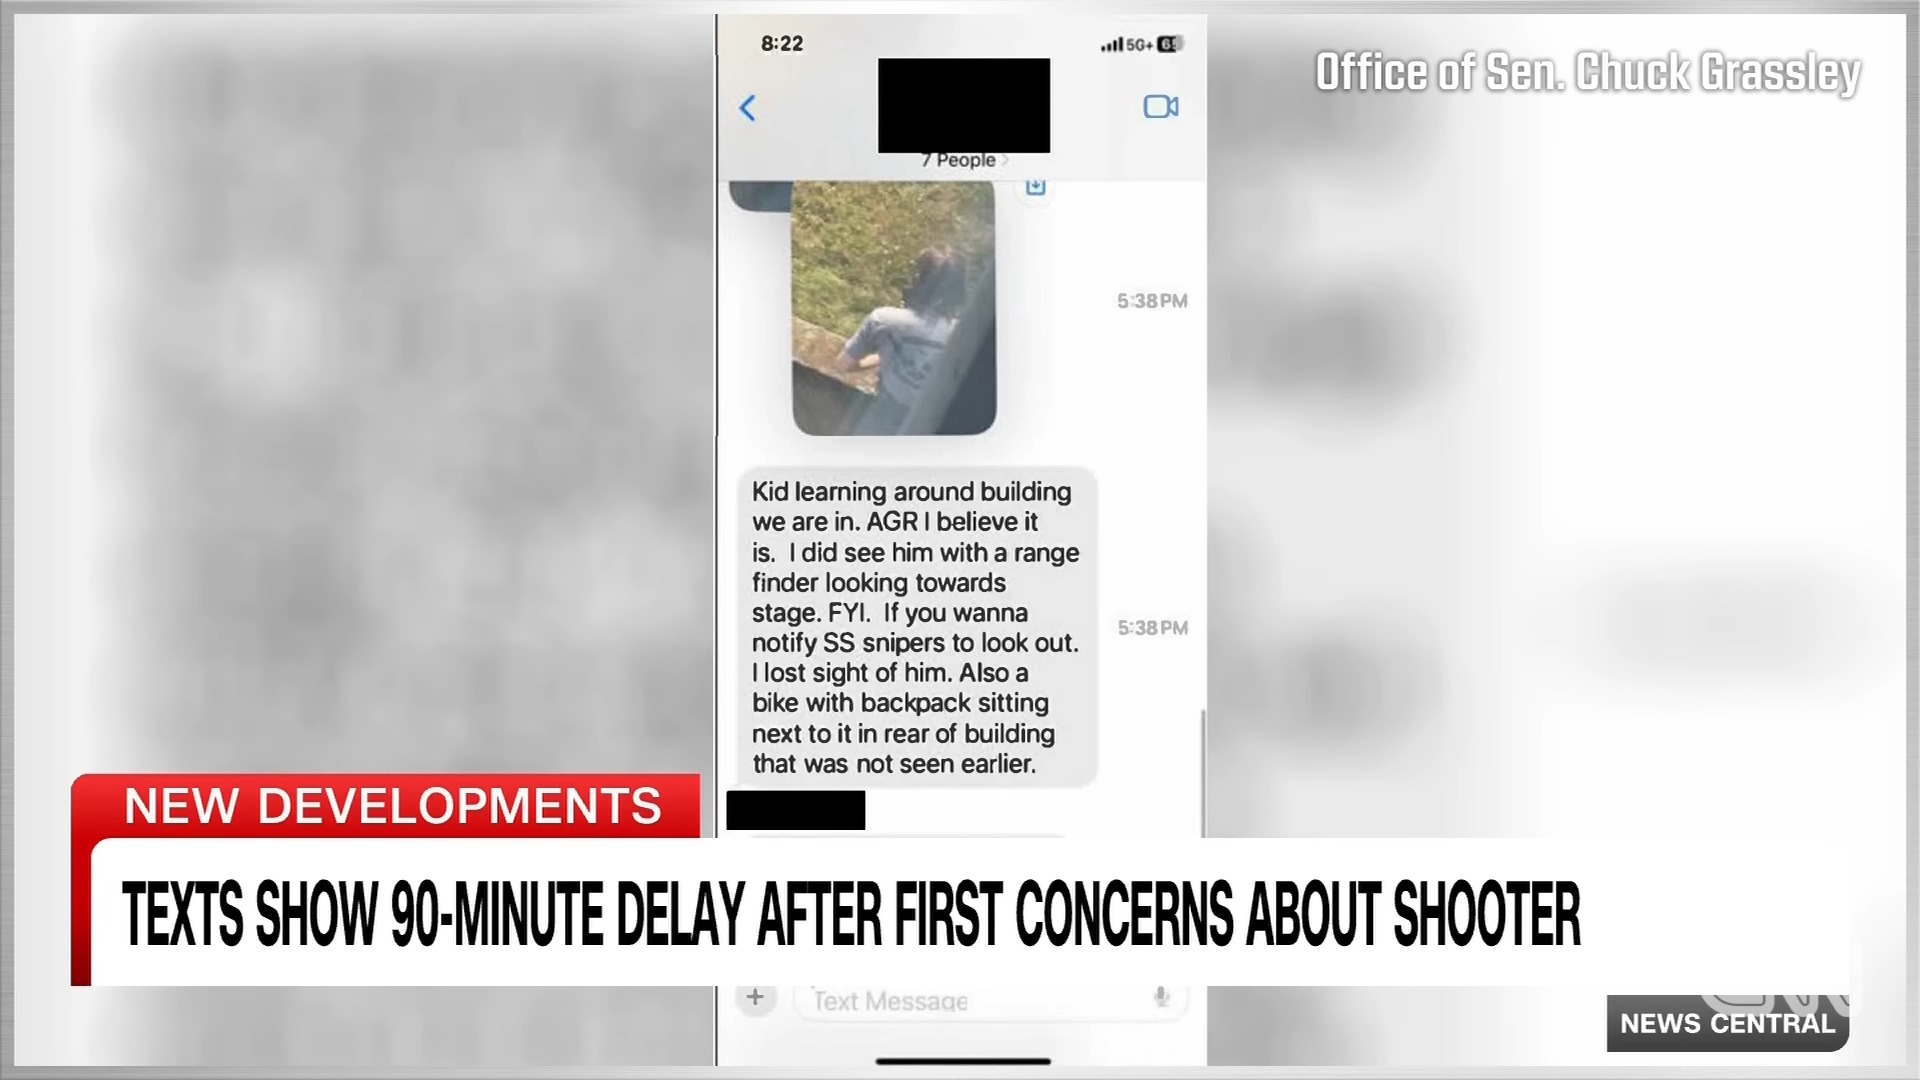 8:22
5G+
Office of Sen. Chuck Grassley
7 People
5:38 PM
Kid learning around building
we are in. AGR I believe it
is. I did see him with a range
finder looking towards
stage. FYI. If you wanna
notify SS snipers to look out.
I lost sight of him. Also a
bike with backpack sitting
next to it in rear of building
that was not seen earlier.
5:38 PM
NEW DEVELOPMENTS
TEXTS SHOW 90-MINUTE DELAY AFTER FIRST CONCERNS ABOUT SHOOTER
Text Message
NEWS CENTRAL